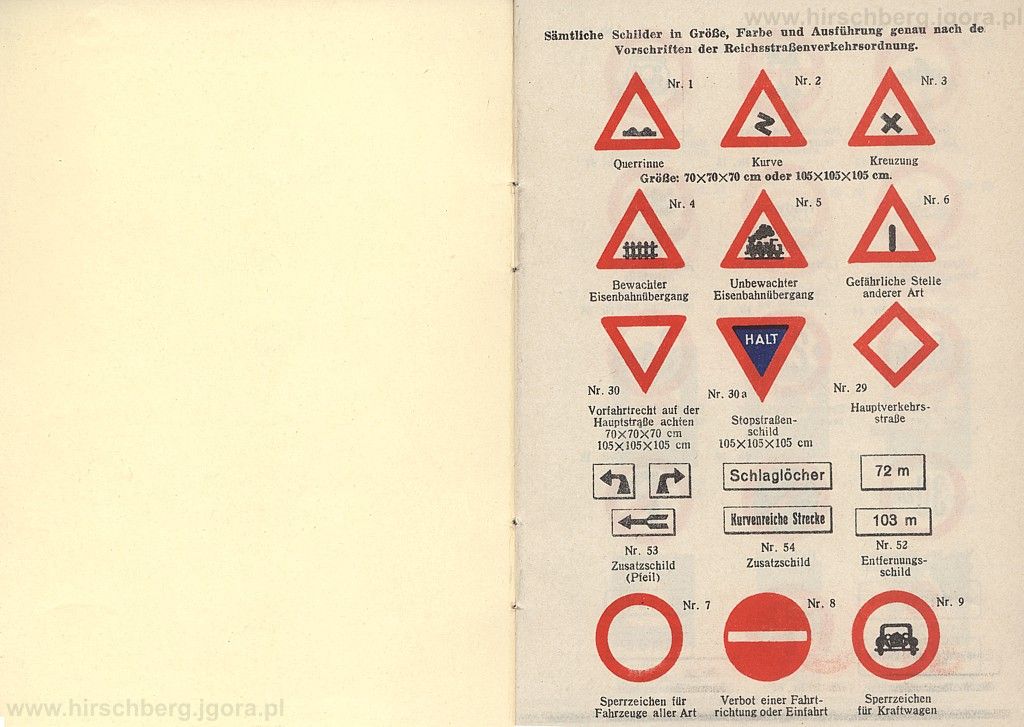 www.hirschberg.jgora.pl
Sämtliche Schilder in Größe, Farbe und Ausführung genau nach de
Vorschriften der Reichsstraßenverkehrsordnung.
Nr. 1
Nr. 2
Nr. 3
Querrinne
Kurve
Kreuzung
Größe: 70×70×70 cm oder 105×105×105 cm.
Nr. 4
Nr. 5
Nr. 6
Bewachter
Eisenbahnübergang
Unbewachter
Eisenbahnübergang
Gefährliche Stelle
anderer Art
HALT
Nr. 30
Nr. 30a
Nr. 29
Vorfahrtrecht auf der
Hauptstraße achten
70×70×70 cm
105×105×105 cm
Stopstraßen-
schild
105×105×105 cm
Hauptverkehrs-
straße
Schlaglöcher
72 m
Kurvenreiche Strecke
103 m
Nr. 53
Zusatzschild
(Pfeil)
Nr. 54
Zusatzschild
Nr. 52
Entfernungs-
schild
Nr. 7
Nr. 8
Nr. 9
Sperrzeichen für
Fahrzeuge aller Art
Verbot einer Fahrt-
richtung oder Einfahrt
Sperrzeichen
für Kraftwagen
www.hirschberg.jgora.pl